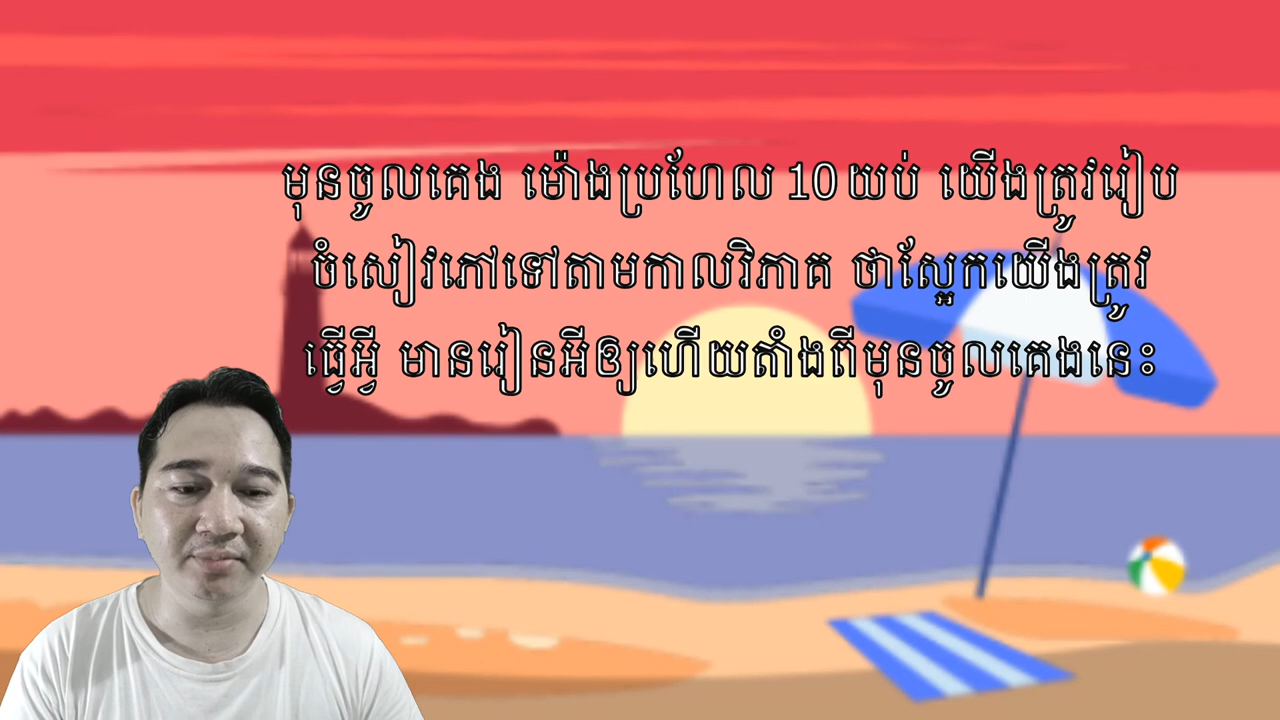 មុនចូលគេង ម៉ោងប្រហែល 10 យប់ យើងត្រូវរៀប
ចំសៀវភៅទៅតាមកាលវិភាគ ថាស្អែកយើងត្រូវ
ធ្វើអ្វី មានរៀនអីឲ្យហើយតាំងពីមុនចូលគេងនេះ